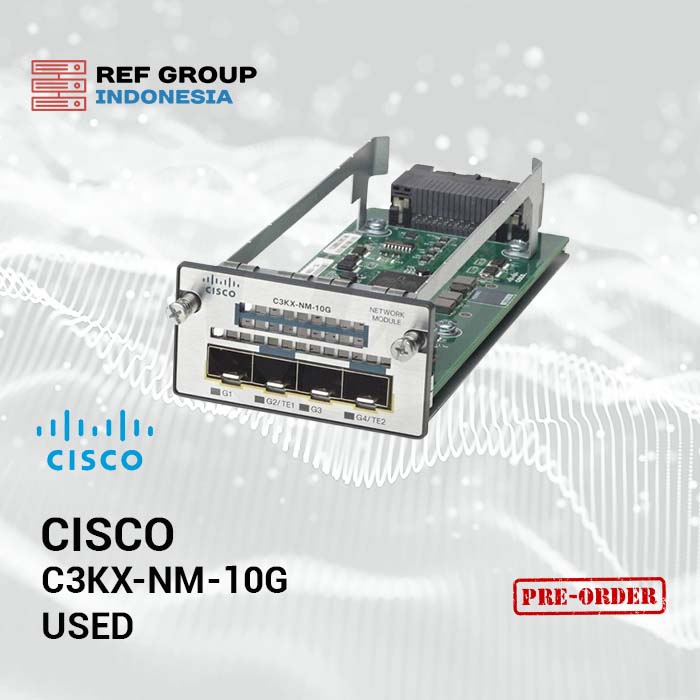 REF GROUP
INDONESIA
CISCO
C3KX-NM-10G
NETWORK
MODULE
G1
G2/TE1
G3
G4/TE2
CISCO
CISCO
C3KX-NM-10G
USED
PRE-ORDER